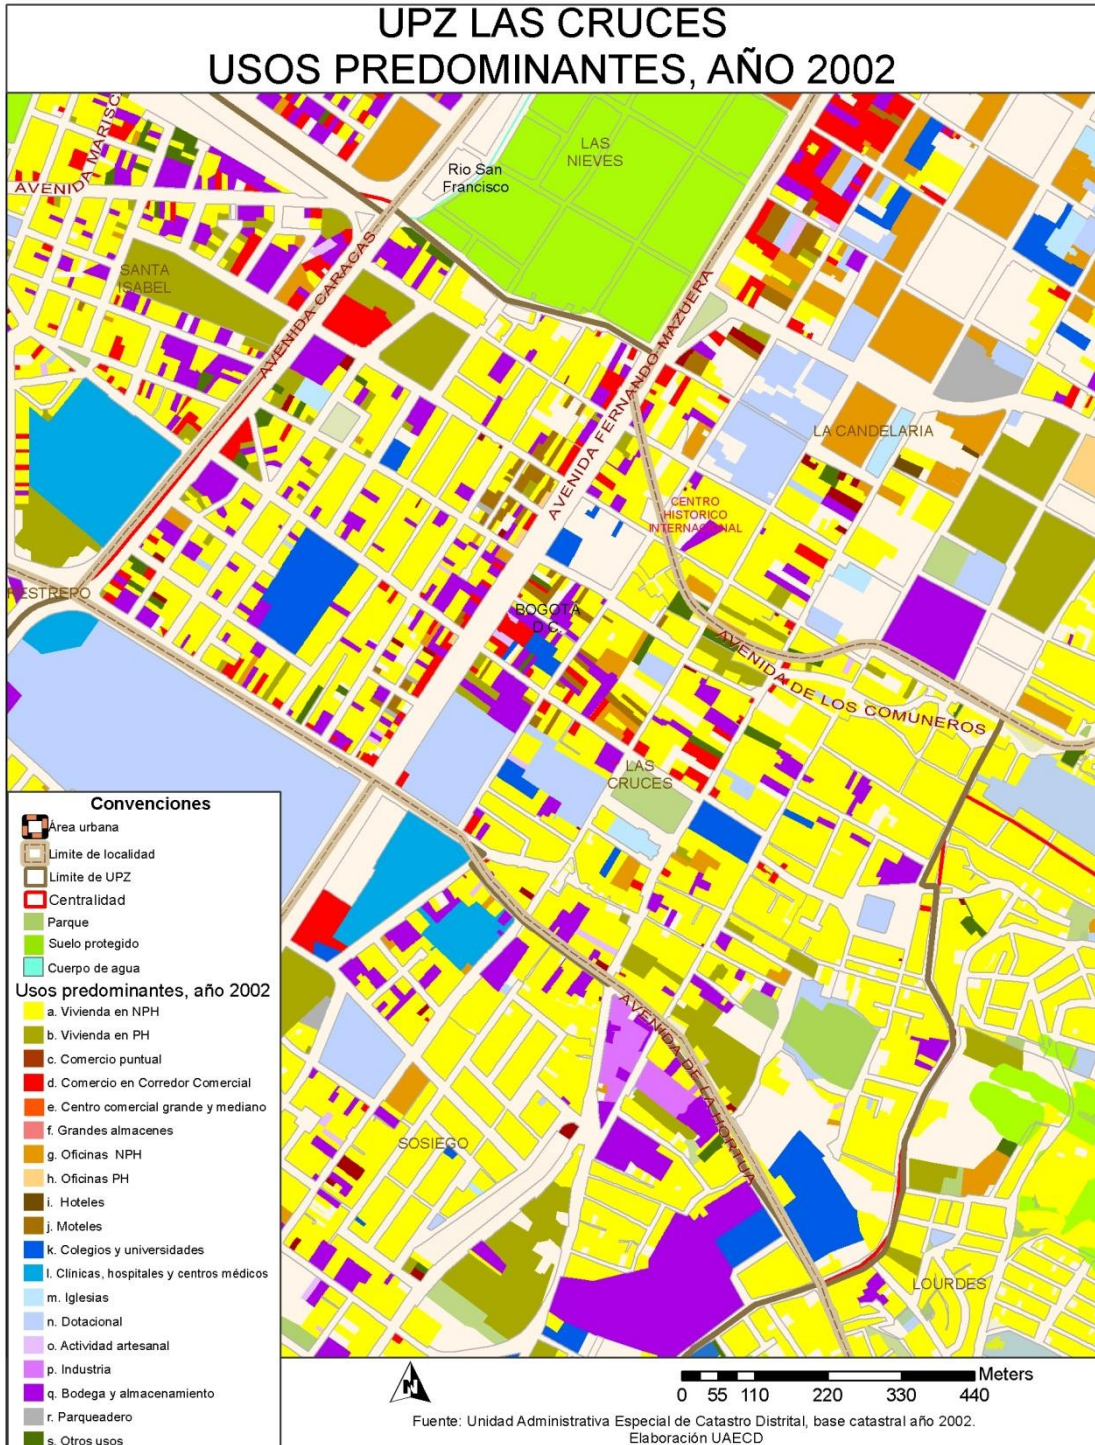 UPZ LAS CRUCES
USOS PREDOMINANTES, AÑO 2002
AVENIDA MARISC
LAS
NIEVES
Rio San
Francisco
AVENIDA
SANTA
ISABEL
AVENIDA CARACAS
AVENIDA FERNANDO MAZUERA
LA CANDELARIA
CENTRO
HISTORICO
INTERNACIONAL
RESTREPO
BOGOTA
D.C.
AVENIDA DE LOS COMUNEROS
LAS
CRUCES
AVENIDA DE LA HORTUA
SOSIEGO
LOURDES
Convenciones
Área urbana
Limite de localidad
Límite de UPZ
Centralidad
Parque
Suelo protegido
Cuerpo de agua
Usos predominantes, año 2002
a. Vivienda en NPH
b. Vivienda en PH
c. Comercio puntual
d. Comercio en Corredor Comercial
e. Centro comercial grande y mediano
f. Grandes almacenes
g. Oficinas NPH
h. Oficinas PH
i. Hoteles
j. Moteles
k. Colegios y universidades
l. Clínicas, hospitales y centros médicos
m. Iglesias
n. Dotacional
o. Actividad artesanal
p. Industria
q. Bodega y almacenamiento
r. Parqueadero
s. Otros usos
N
Meters
0 55 110 220 330 440
Fuente: Unidad Administrativa Especial de Catastro Distrital, base catastral año 2002.
Elaboración UAECD